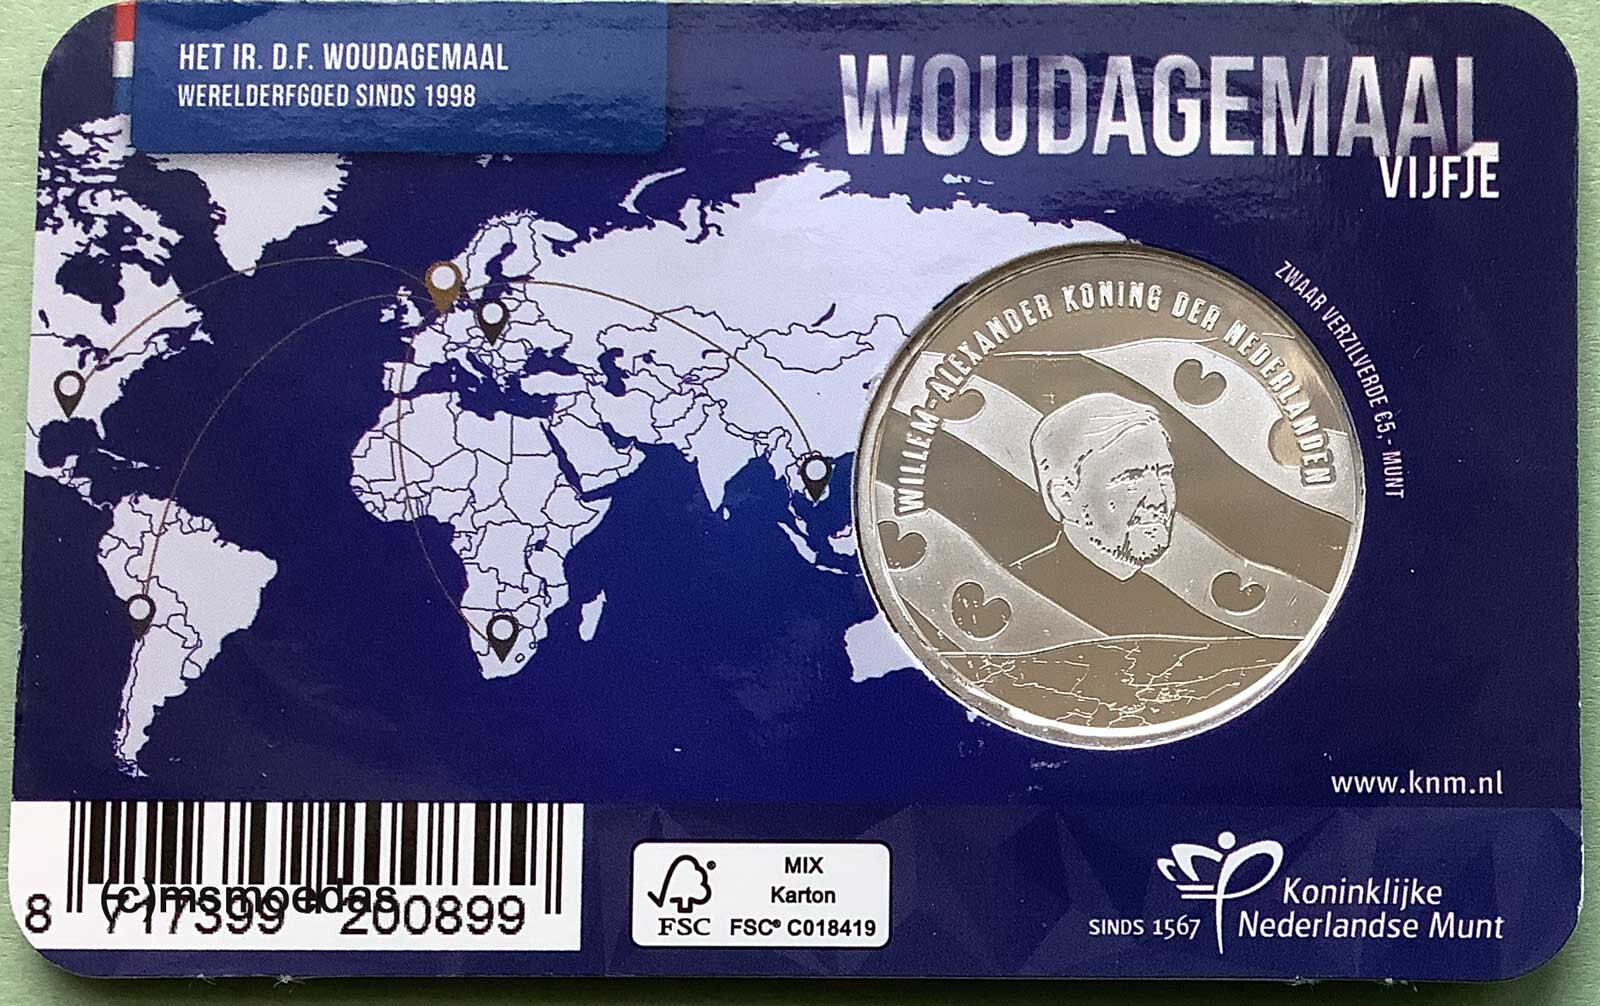 HET IR. D.F. WOUDAGEMAAL
WERELDERFGOED SINDS 1998
WOUDAGEMAAL
VIJFJE
WILLEM-ALEXANDER KONING DER NEDERLANDEN
ZWAAR VERZILVERDE €5,- MUNT
www.knm.nl
8 717399 200899
(c)msmoedas
MIX
Karton
FSC
FSC® C018419
SINDS 1567
Koninklijke
Nederlandse Munt